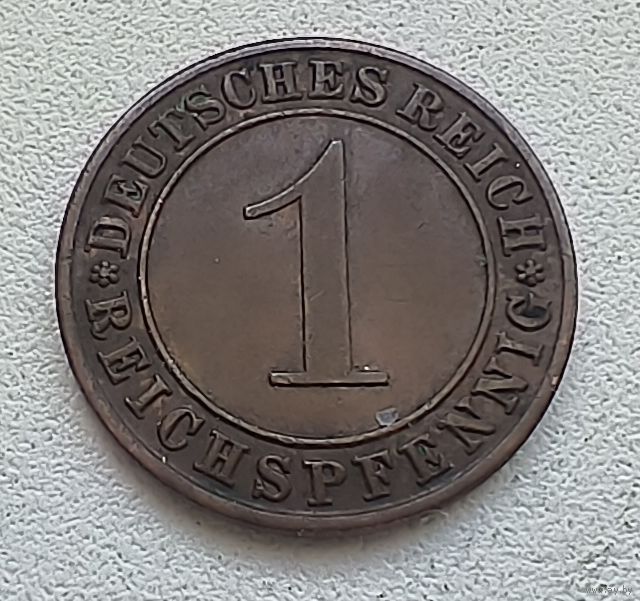 DEUTSCHES REICH
1
* REICHSPFENNIG *